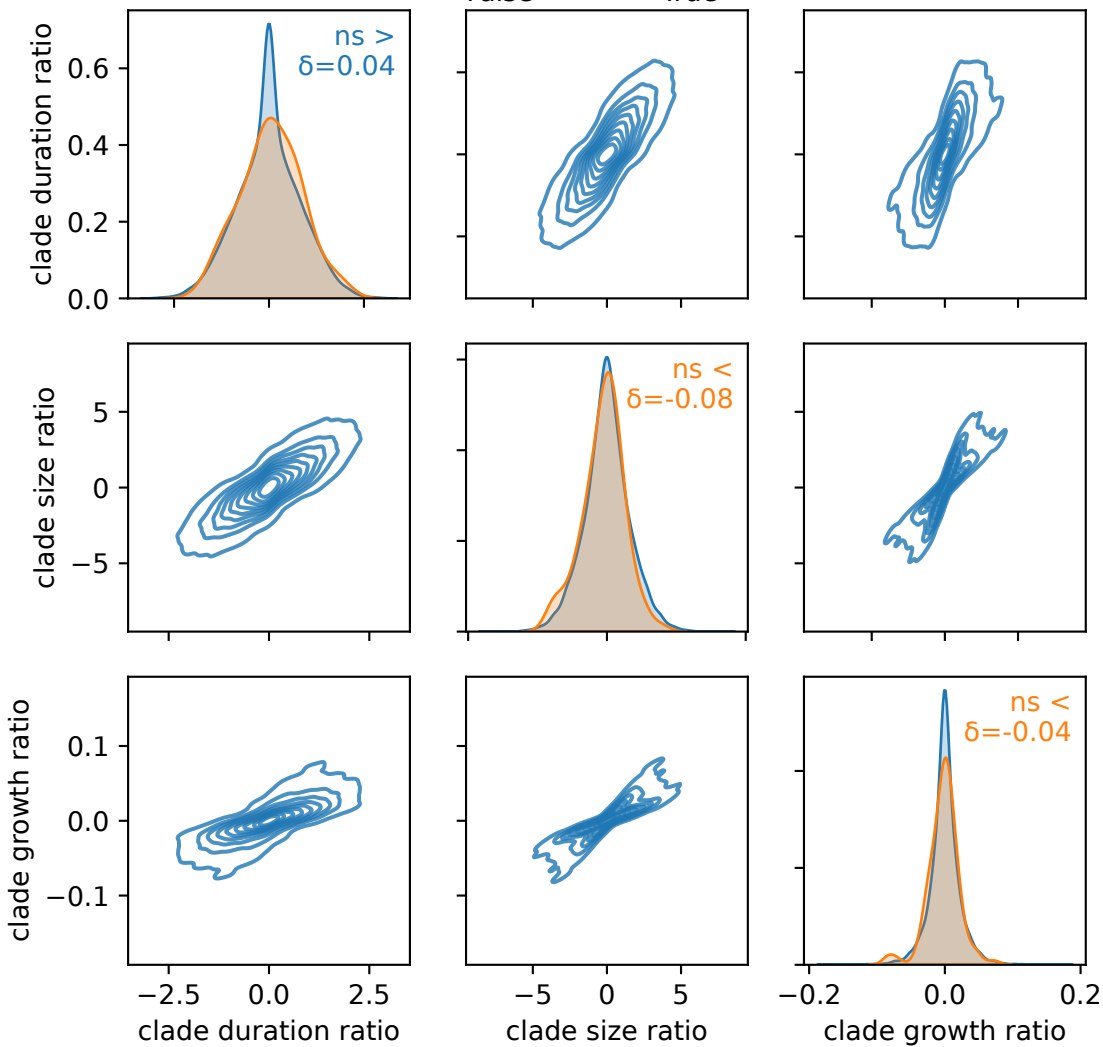 clade duration ratio
0.6
0.4
0.2
0.0
ns >
δ=0.04
clade size ratio
5
0
−5
ns <
δ=-0.08
clade growth ratio
0.1
0.0
−0.1
ns <
δ=-0.04
−2.5 0.0 2.5
−5 0 5
−0.2 0.0 0.2
clade duration ratio
clade size ratio
clade growth ratio